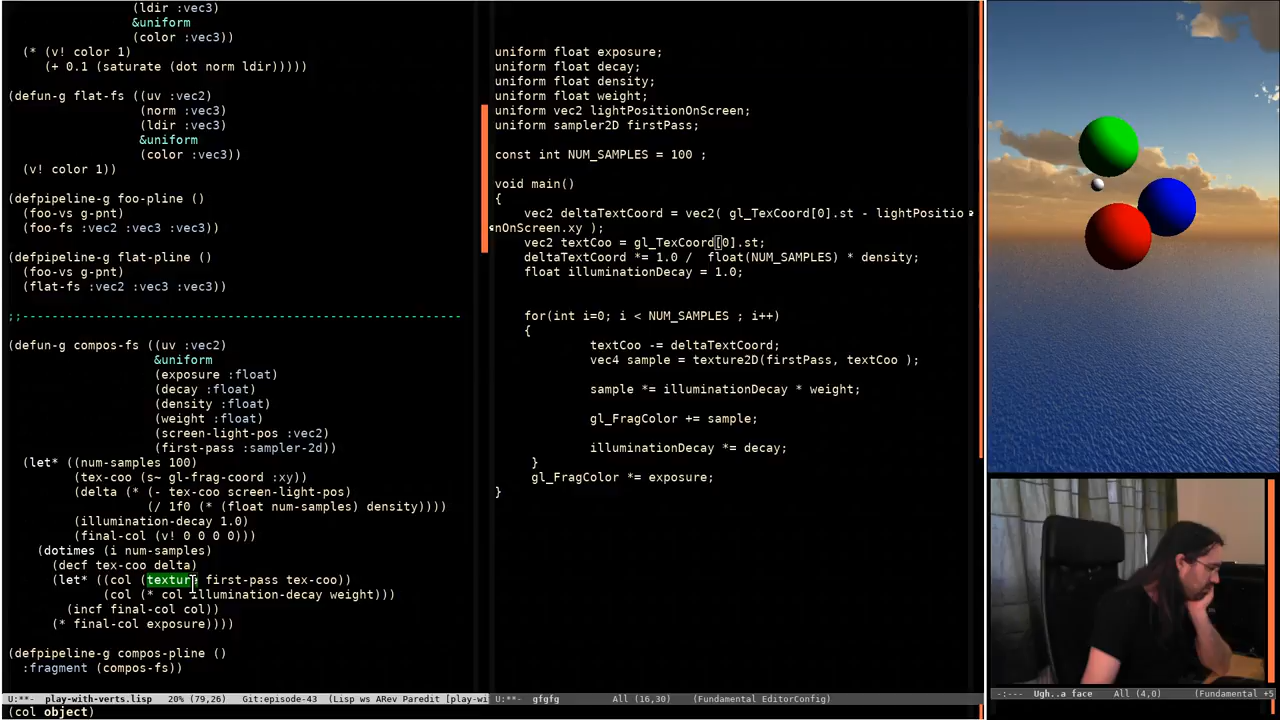 (ldir :vec3)
&uniform
(color :vec3))
(* (v! color 1)
(+ 0.1 (saturate (dot norm ldir)))))
(defun-g flat-fs ((uv :vec2)
(norm :vec3)
(ldir :vec3)
&uniform
(color :vec3))
(v! color 1))
(defpipeline-g foo-pline ()
(foo-vs g-pnt)
(foo-fs :vec2 :vec3 :vec3))
(defpipeline-g flat-pline ()
(foo-vs g-pnt)
(flat-fs :vec2 :vec3 :vec3))
;;------------------------------------------------------------
(defun-g compos-fs ((uv :vec2)
&uniform
(exposure :float)
(decay :float)
(density :float)
(weight :float)
(screen-light-pos :vec2)
(first-pass :sampler-2d))
(let* ((num-samples 100)
(tex-coo (s~ gl-frag-coord :xy))
(delta (* (- tex-coo screen-light-pos)
(/ 1f0 (* (float num-samples) density))))
(illumination-decay 1.0)
(final-col (v! 0 0 0 0)))
(dotimes (i num-samples)
(decf tex-coo delta)
(let* ((col (texture first-pass tex-coo))
(col (* col illumination-decay weight)))
(incf final-col col))
(* final-col exposure))))
(defpipeline-g compos-pline ()
:fragment (compos-fs))
U:**- play-with-verts.lisp 20% (79,26) Git:episode-43 (Lisp ws ARev Paredit [play-wi
(col object)
uniform float exposure;
uniform float decay;
uniform float density;
uniform float weight;
uniform vec2 lightPositionOnScreen;
uniform sampler2D firstPass;
const int NUM_SAMPLES = 100 ;
void main()
{
vec2 deltaTextCoord = vec2( gl_TexCoord[0].st - lightPositio
nOnScreen.xy );
vec2 textCoo = gl_TexCoord[0].st;
deltaTextCoord *= 1.0 / float(NUM_SAMPLES) * density;
float illuminationDecay = 1.0;
for(int i=0; i < NUM_SAMPLES ; i++)
{
textCoo -= deltaTextCoord;
vec4 sample = texture2D(firstPass, textCoo );
sample *= illuminationDecay * weight;
gl_FragColor += sample;
illuminationDecay *= decay;
}
gl_FragColor *= exposure;
}
U:**- gfgfg All (16,30) (Fundamental EditorConfig)
-:--- Ugh..a face All (4,0) (Fundamental +5